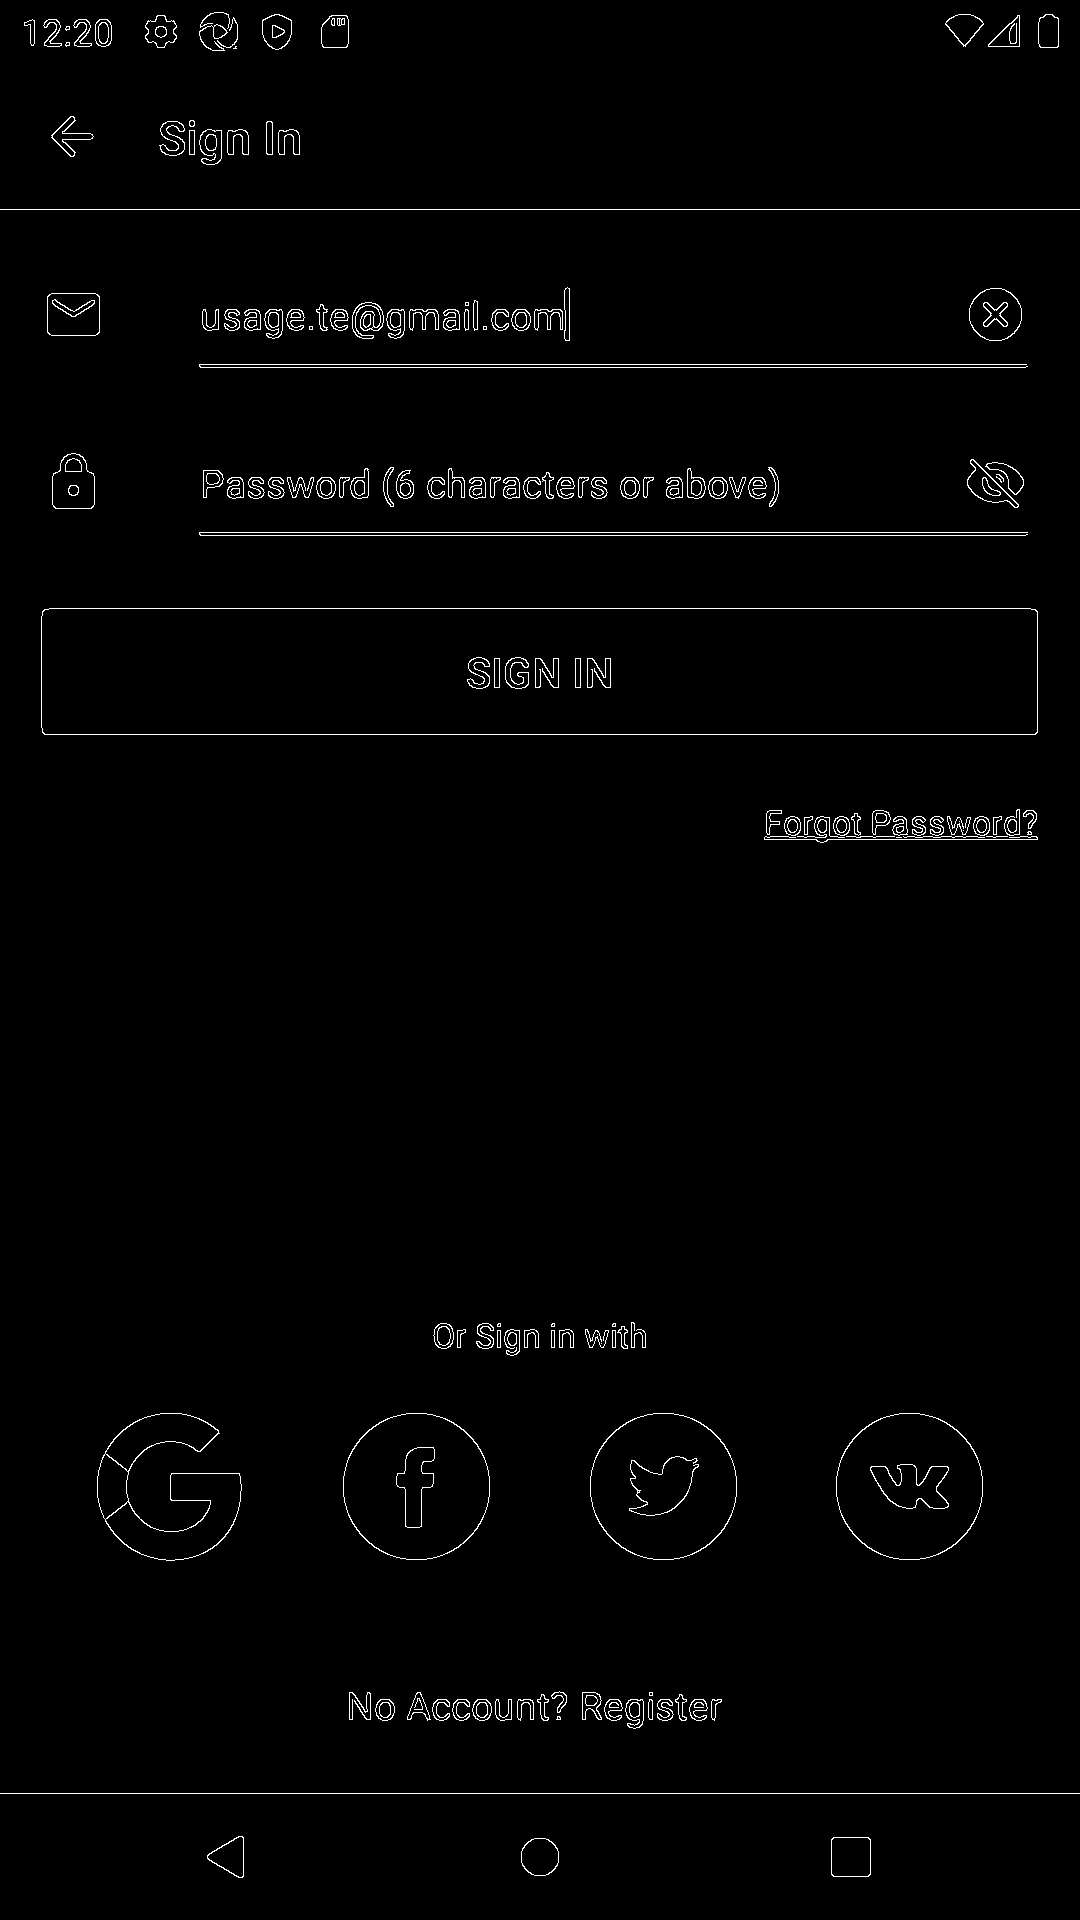 12:20
Sign In
usage.te@gmail.com
Password (6 characters or above)
SIGN IN
Forgot Password?
Or Sign in with
No Account? Register